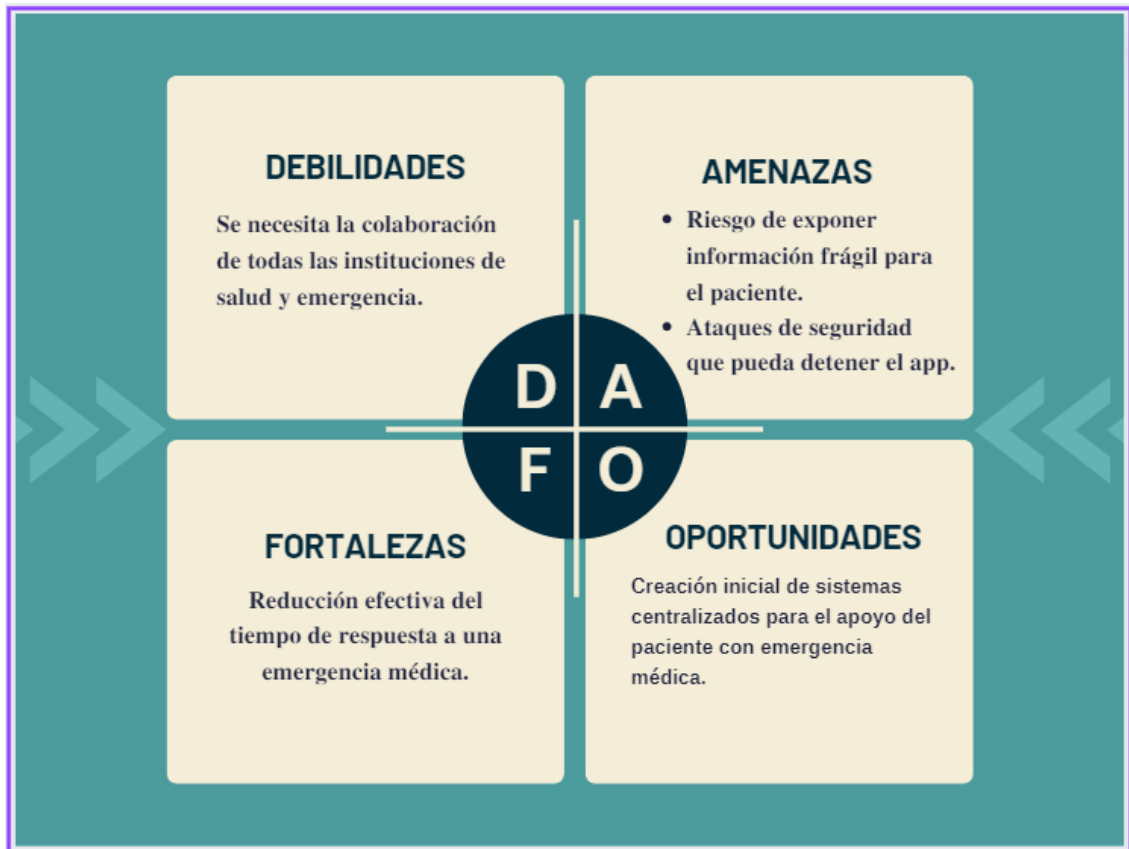 DEBILIDADES
Se necesita la colaboración
de todas las instituciones de
salud y emergencia.
AMENAZAS
• Riesgo de exponer
información frágil para
el paciente.
• Ataques de seguridad
que pueda detener el app.
D A
F O
FORTALEZAS
Reducción efectiva del
tiempo de respuesta a una
emergencia médica.
OPORTUNIDADES
Creación inicial de sistemas
centralizados para el apoyo del
paciente con emergencia
médica.